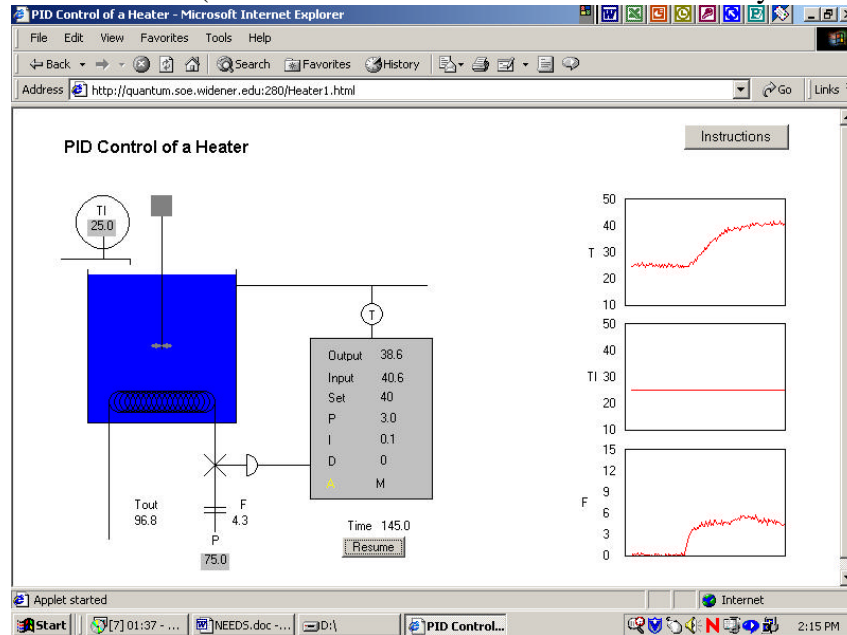 PID Control of a Heater - Microsoft Internet Explorer
File Edit View Favorites Tools Help
Back Search Favorites History
Address http://quantum.soe.widener.edu:280/Heater1.html Go Links
Instructions
PID Control of a Heater
TI
25.0
T
Output 38.6
Input 40.6
Set 40
P 3.0
I 0.1
D 0
A M
Tout
96.8
F
4.3
P
75.0
Time 145.0
Resume
50
40
T 30
20
10
50
40
TI 30
20
10
15
12
9
F 6
3
0
Applet started Internet
Start [7] 01:37 - ... NEEDS.doc -... D:\ PID Control... 2:15 PM